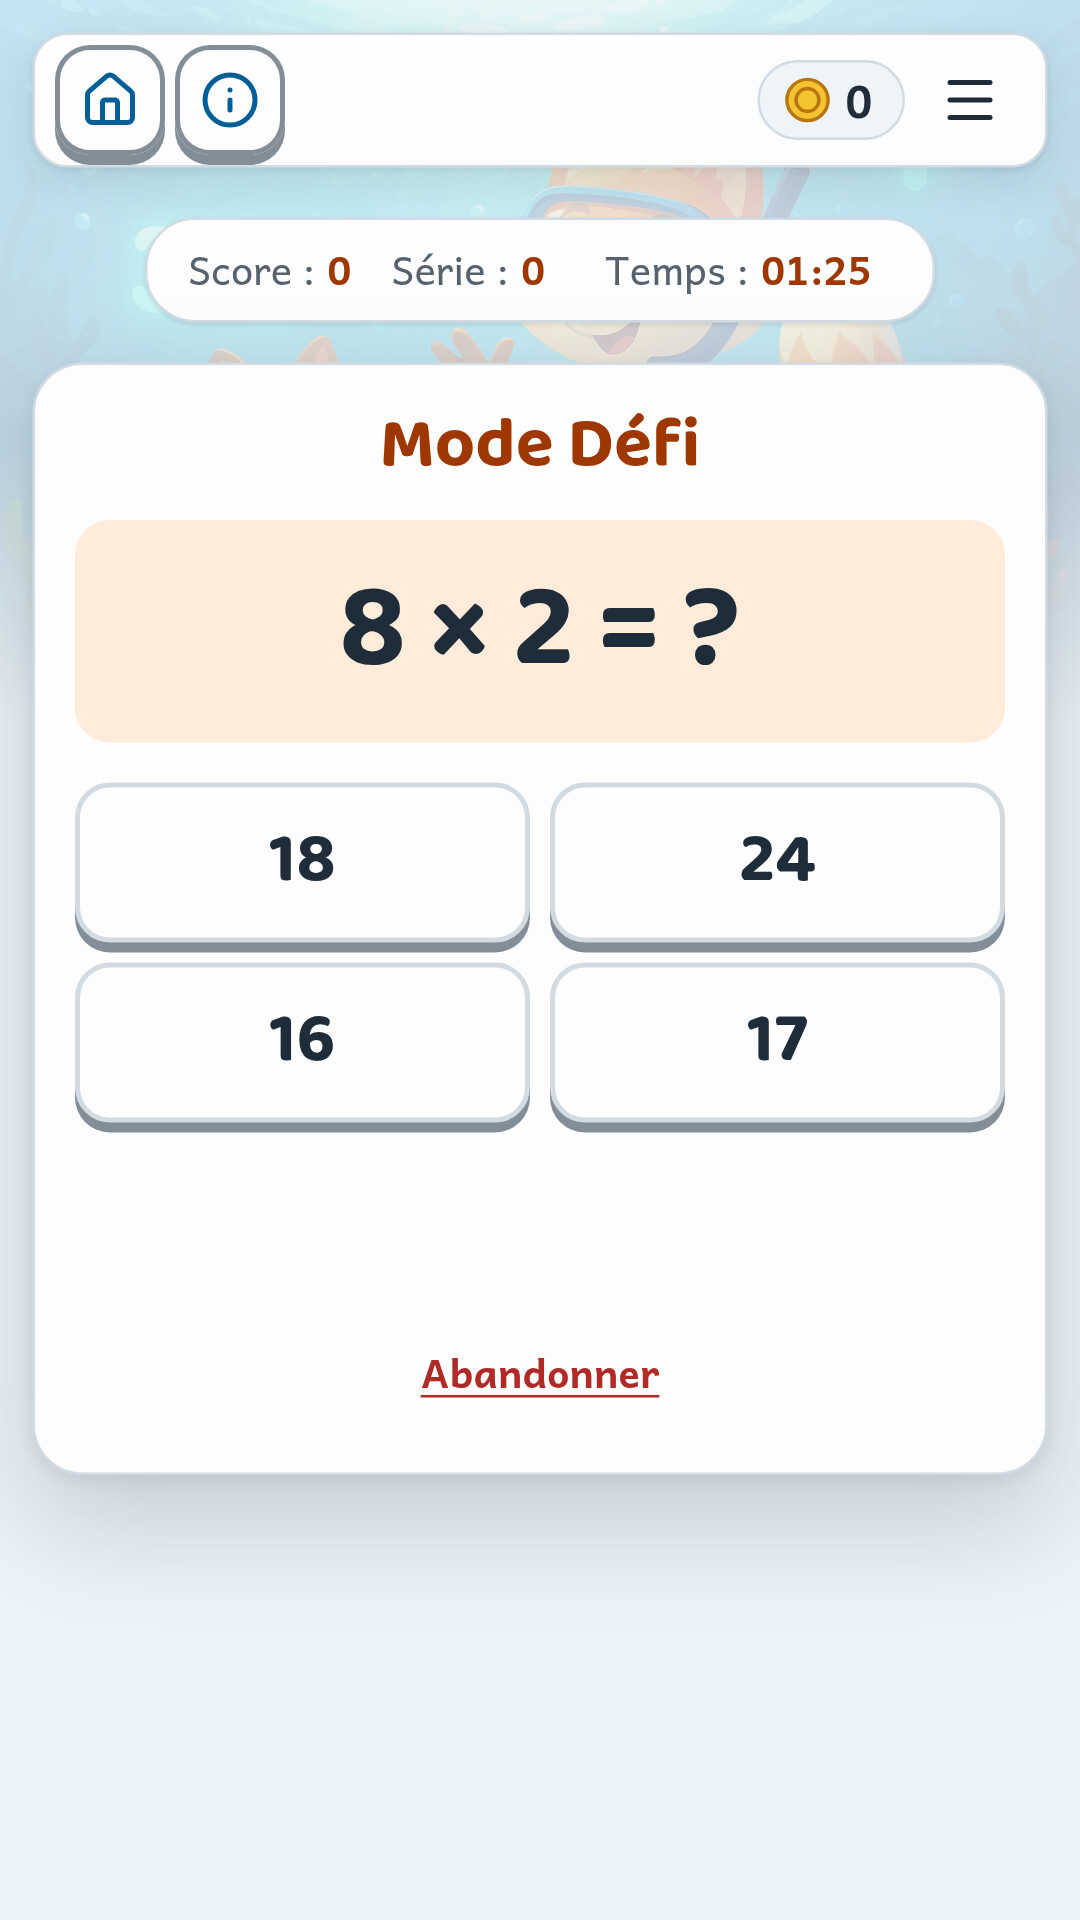 0
Score : 0 Série : 0 Temps : 01:25
Mode Défi
8 × 2 = ?
18 24
16 17
Abandonner